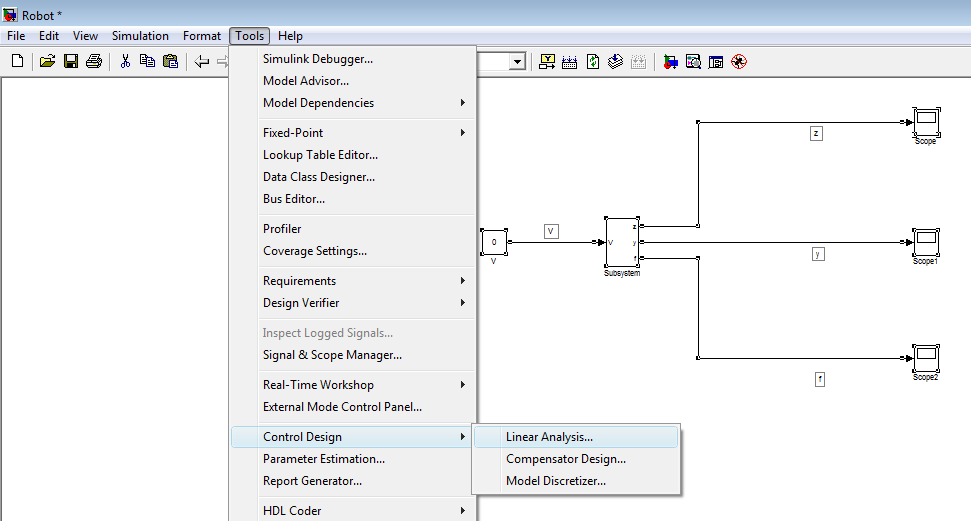 Robot *
File Edit View Simulation Format Tools Help
Simulink Debugger...
Model Advisor...
Model Dependencies
Fixed-Point
Lookup Table Editor...
Data Class Designer...
Bus Editor...
Profiler
Coverage Settings...
Requirements
Design Verifier
Inspect Logged Signals...
Signal & Scope Manager...
Real-Time Workshop
External Mode Control Panel...
Control Design
Parameter Estimation...
Report Generator...
HDL Coder
Linear Analysis...
Compensator Design...
Model Discretizer...
0
V
V
V
z
y
f
Subsystem
z
Scope
y
Scope1
f
Scope2